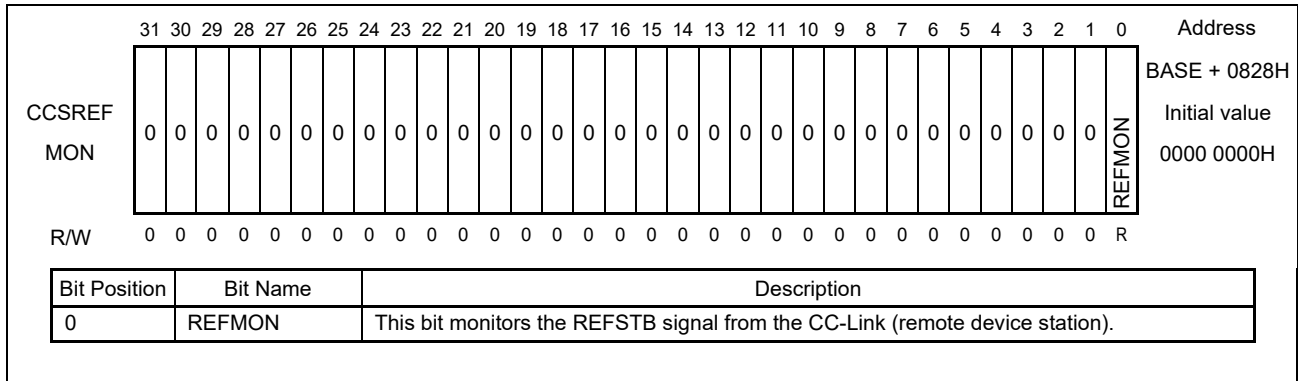 31 30 29 28 27 26 25 24 23 22 21 20 19 18 17 16 15 14 13 12 11 10 9 8 7 6 5 4 3 2 1 0 Address
BASE + 0828H
CCSREF
MON
0 0 0 0 0 0 0 0 0 0 0 0 0 0 0 0 0 0 0 0 0 0 0 0 0 0 0 0 0 0 0 REFMON
Initial value
0000 0000H
R/W 0 0 0 0 0 0 0 0 0 0 0 0 0 0 0 0 0 0 0 0 0 0 0 0 0 0 0 0 0 0 0 R
Bit Position Bit Name Description
0 REFMON This bit monitors the REFSTB signal from the CC-Link (remote device station).